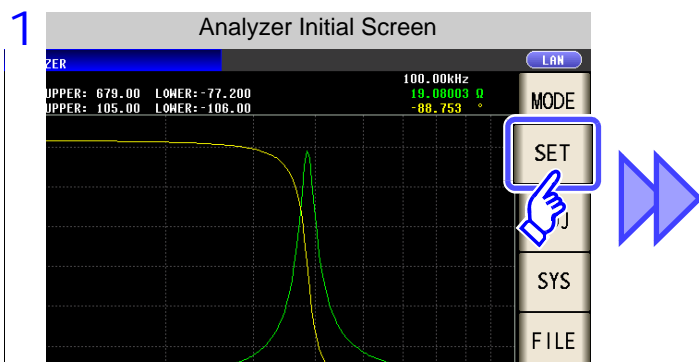 1
Analyzer Initial Screen
ZER
LAN
UPPER: 679.00 LOWER:-77.200
UPPER: 105.00 LOWER:-106.00
100.00kHz
19.08003 Ω
-88.753 °
MODE
SET
J
SYS
FILE